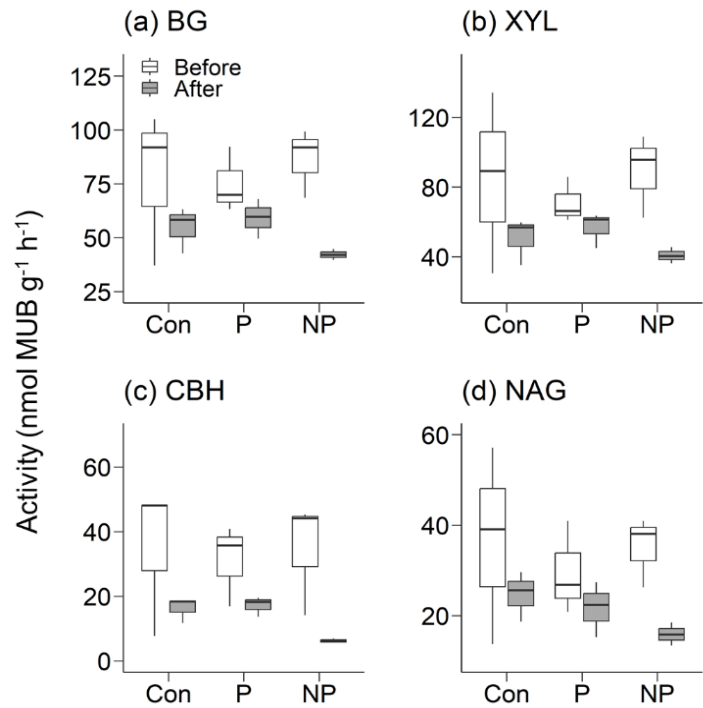 (a) BG
Before
After
125
100
75
50
25
Con P NP
(b) XYL
120
80
40
Con P NP
(c) CBH
60
40
20
0
Con P NP
(d) NAG
60
40
20
Con P NP
Activity (nmol MUB g⁻¹ h⁻¹)